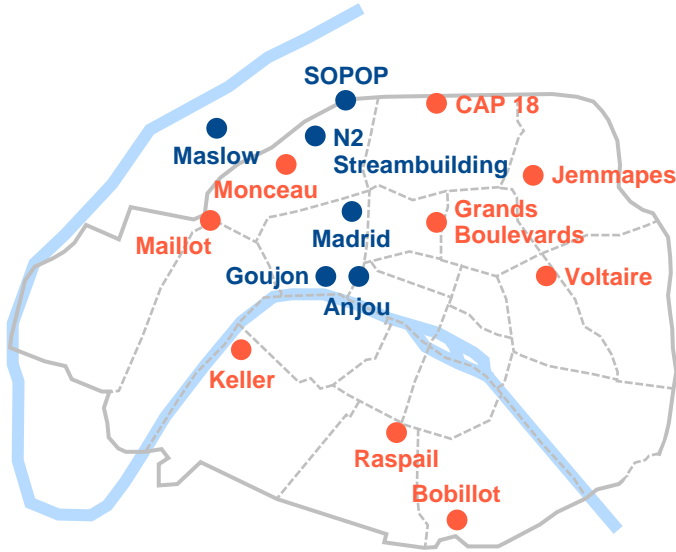 SOPOP
CAP 18
N2
Streambuilding
Maslow
Monceau
Jemmapes
Grands
Boulevards
Maillot
Madrid
Goujon
Anjou
Voltaire
Keller
Raspail
Bobillot